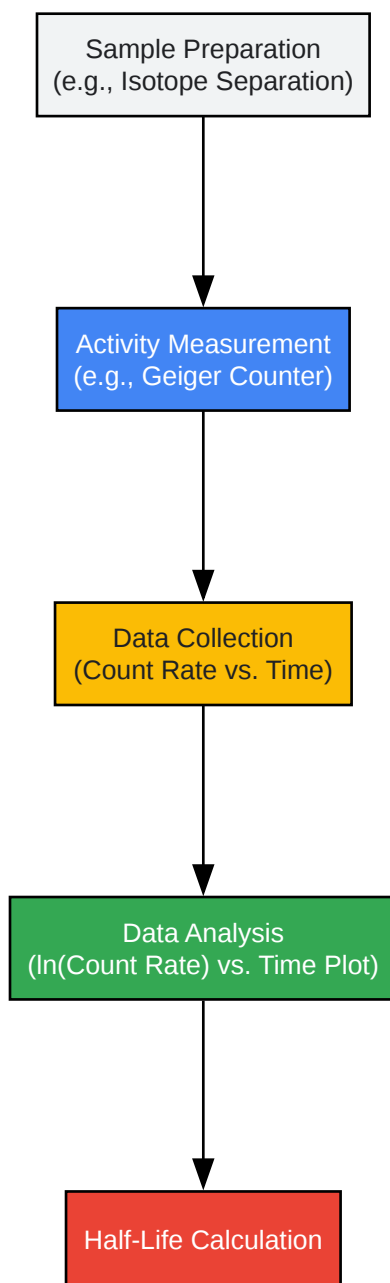 Sample Preparation
(e.g., Isotope Separation)
Activity Measurement
(e.g., Geiger Counter)
Data Collection
(Count Rate vs. Time)
Data Analysis
(ln(Count Rate) vs. Time Plot)
Half-Life Calculation